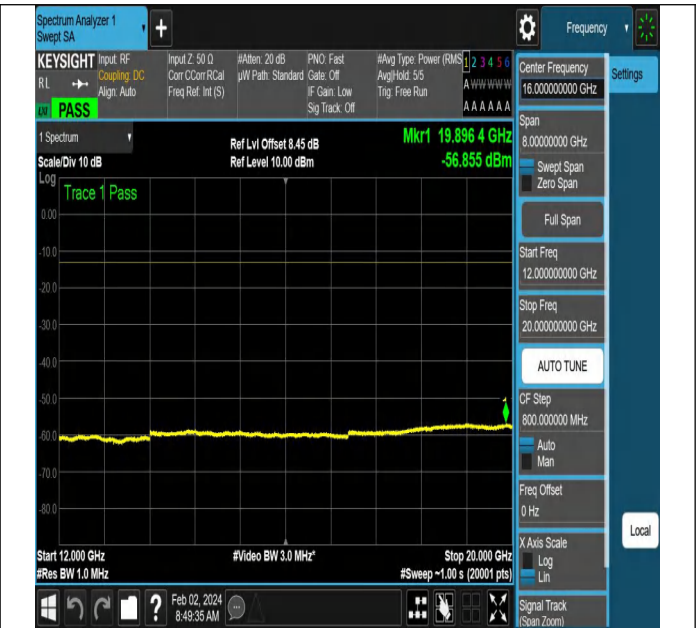 Spectrum Analyzer 1
Swept SA
Frequency
KEYSIGHT
RL
PASS
Input: RF
Coupling: DC
Align: Auto
Input Z: 50 Ω
Corr CCorr RCal
Freq Ref: Int (S)
#Atten: 20 dB
µW Path: Standard
PNO: Fast
Gate: Off
IF Gain: Low
Sig Track: Off
#Avg Type: Power (RMS
Avg|Hold: 5/5
Trig: Free Run
1 2 3 4 5 6
A W W W W W
A A A A A A
1 Spectrum
Scale/Div 10 dB
Ref Lvl Offset 8.45 dB
Ref Level 10.00 dBm
Mkr1 19.896 4 GHz
-56.855 dBm
Log
Trace 1 Pass
0.00
-10.0
-20.0
-30.0
-40.0
-50.0
1
-60.0
-70.0
-80.0
Start 12.000 GHz
#Res BW 1.0 MHz
#Video BW 3.0 MHz*
Stop 20.000 GHz
#Sweep ~1.00 s (20001 pts)
Feb 02, 2024
8:49:35 AM
?
Center Frequency
16.000000000 GHz
Settings
Span
8.00000000 GHz
Swept Span
Zero Span
Full Span
Start Freq
12.000000000 GHz
Stop Freq
20.000000000 GHz
AUTO TUNE
CF Step
800.000000 MHz
Auto
Man
Freq Offset
0 Hz
X Axis Scale
Log
Lin
Local
Signal Track
(Span Zoom)